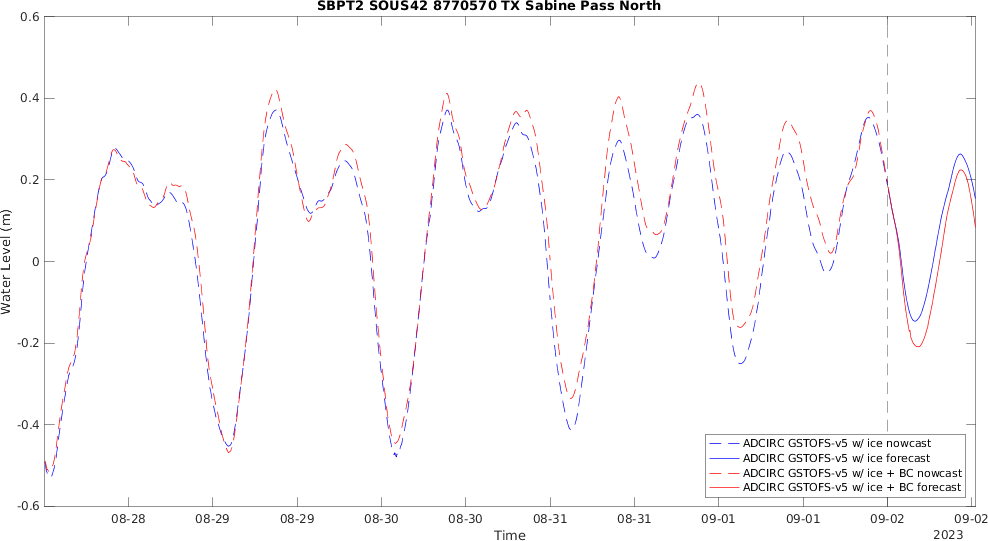 SBPT2 SOUS42 8770570 TX Sabine Pass North
0.6
0.4
0.2
0
-0.2
-0.4
-0.6
Water Level (m)
08-28
08-29
08-29
08-30
08-30
08-31
08-31
09-01
09-01
09-02
09-02
Time
2023
ADCIRC GSTOFS-v5 w/ ice nowcast
ADCIRC GSTOFS-v5 w/ ice forecast
ADCIRC GSTOFS-v5 w/ ice + BC nowcast
ADCIRC GSTOFS-v5 w/ ice + BC forecast